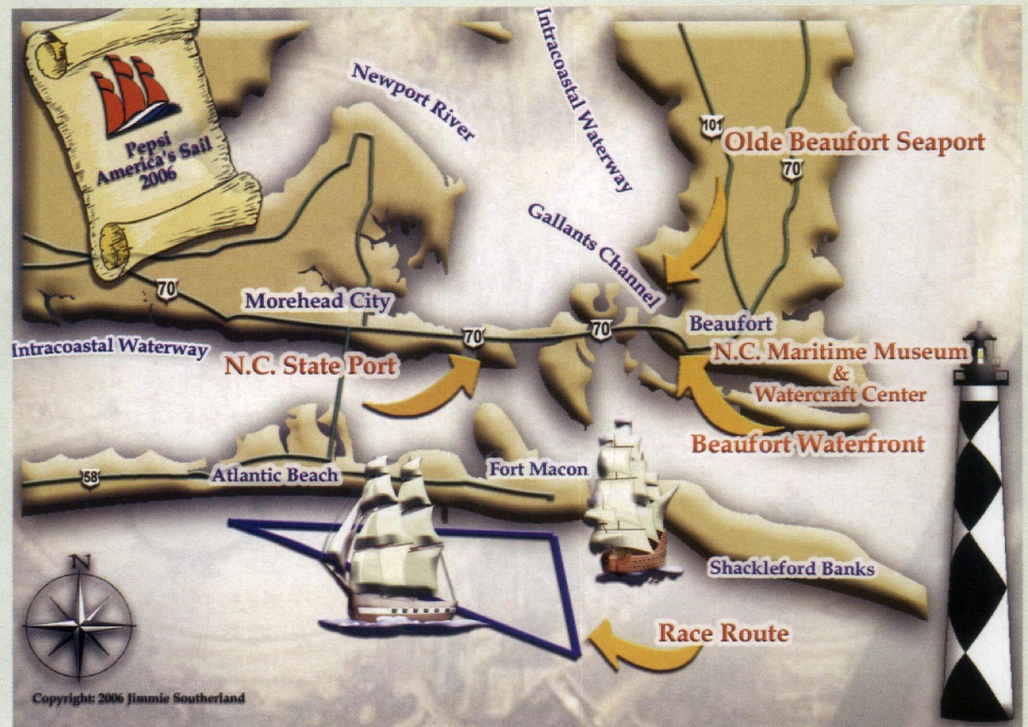 Pepsi
America's Sail
2006
Newport River
Intracoastal Waterway
101
Olde Beaufort Seaport
70
Gallants Channel
70
Morehead City
70
70
Beaufort
Intracoastal Waterway
N.C. State Port
N.C. Maritime Museum
&
Watercraft Center
Beaufort Waterfront
58
Atlantic Beach
Fort Macon
Shackleford Banks
N
Race Route
Copyright: 2006 Jimmie Southerland